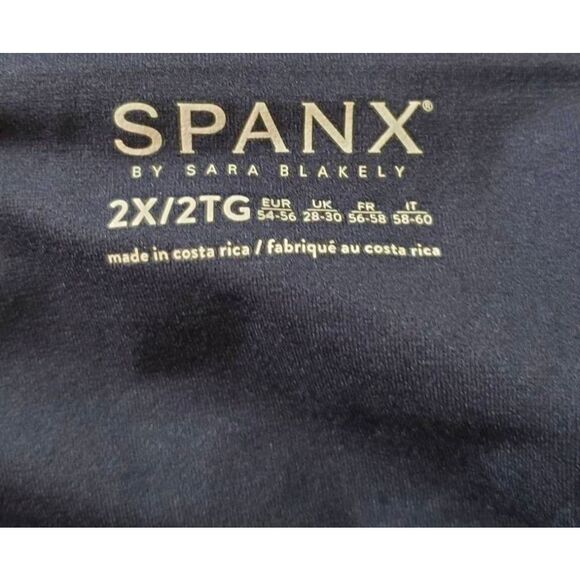 SPANX®
BY SARA BLAKELY
2X/2TG EUR 54-56 UK 28-30 FR 56-58 IT 58-60
made in costa rica / fabriqué au costa rica